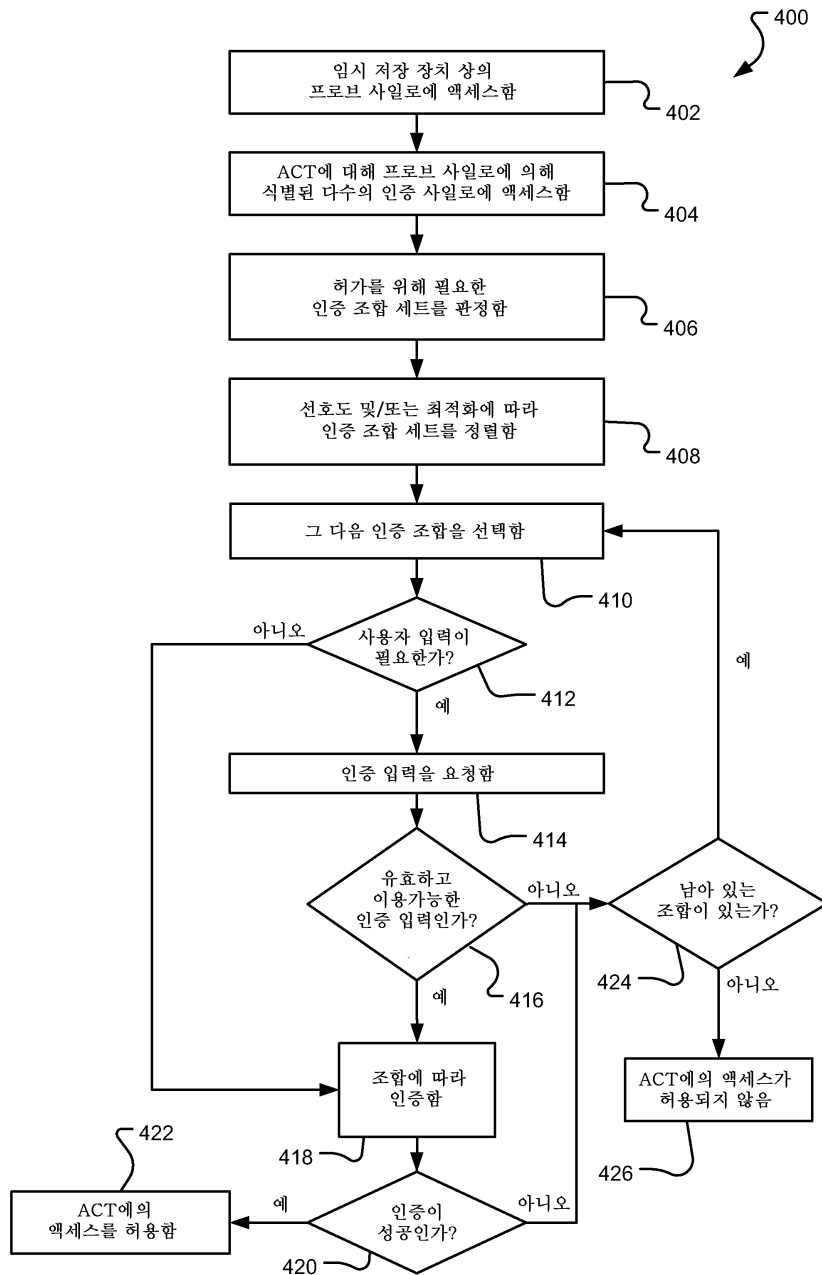 400
임시 저장 장치 상의
프로브 사일로에 액세스함
402
ACT에 대해 프로브 사일로에 의해
식별된 다수의 인증 사일로에 액세스함
404
허가를 위해 필요한
인증 조합 세트를 판정함
406
선호도 및/또는 최적화에 따라
인증 조합 세트를 정렬함
408
그 다음 인증 조합을 선택함
410
아니오
사용자 입력이
필요한가?
412
예
예
인증 입력을 요청함
414
유효하고
이용가능한
인증 입력인가?
아니오
416
예
남아 있는
조합이 있는가?
424
아니오
조합에 따라
인증함
418
ACT에의 액세스가
허용되지 않음
426
422
ACT에의
액세스를 허용함
예
인증이
성공인가?
아니오
420